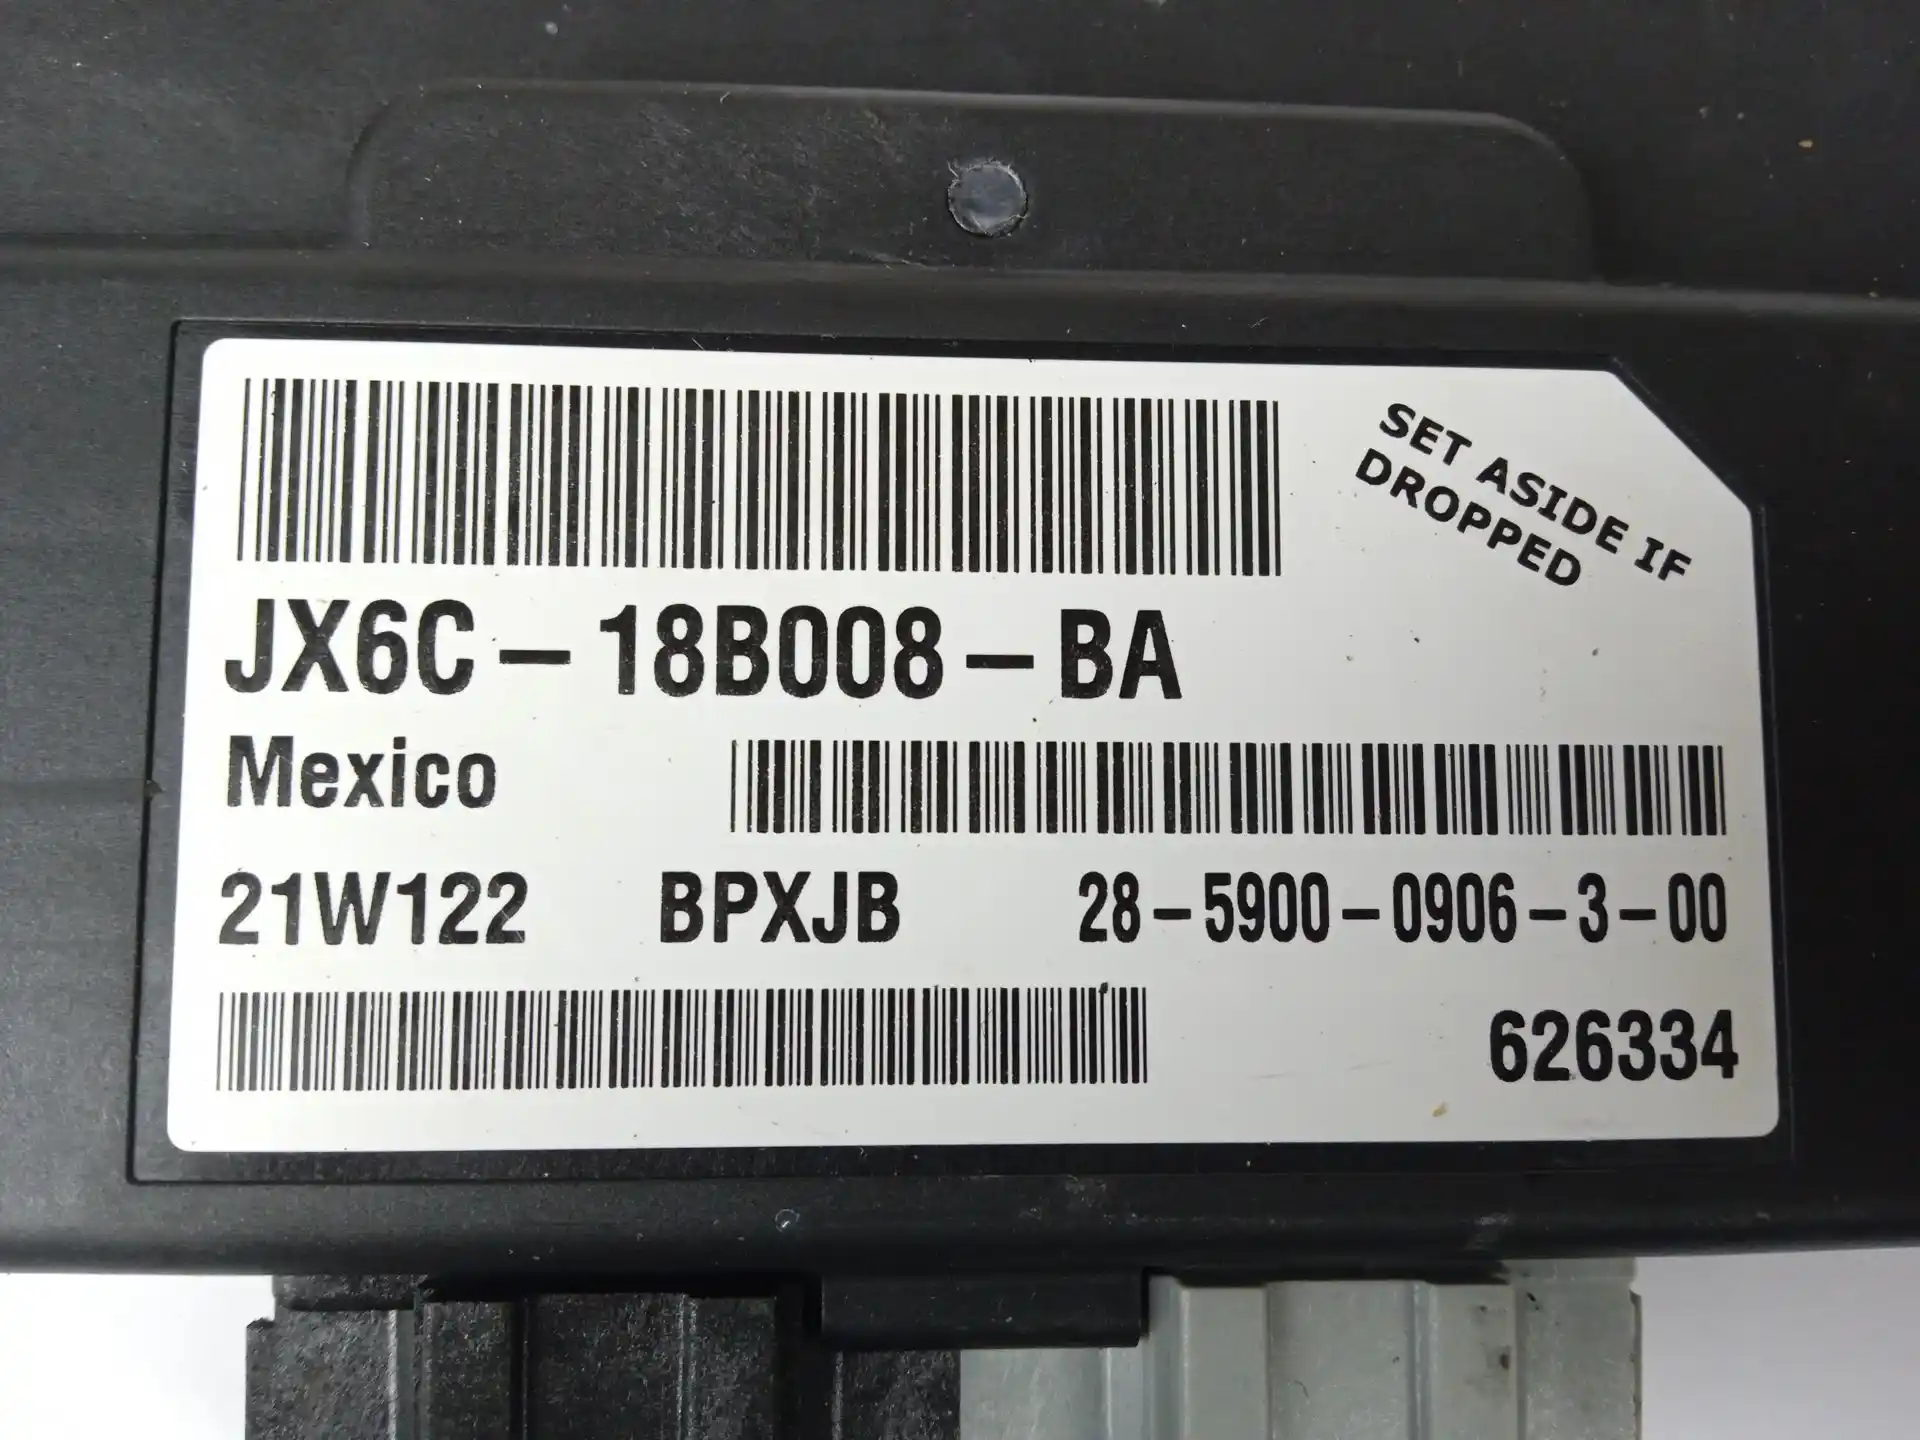 SET ASIDE IF
DROPPED
JX6C-18B008-BA
Mexico
21W122 BPXJB 28-5900-0906-3-00
626334